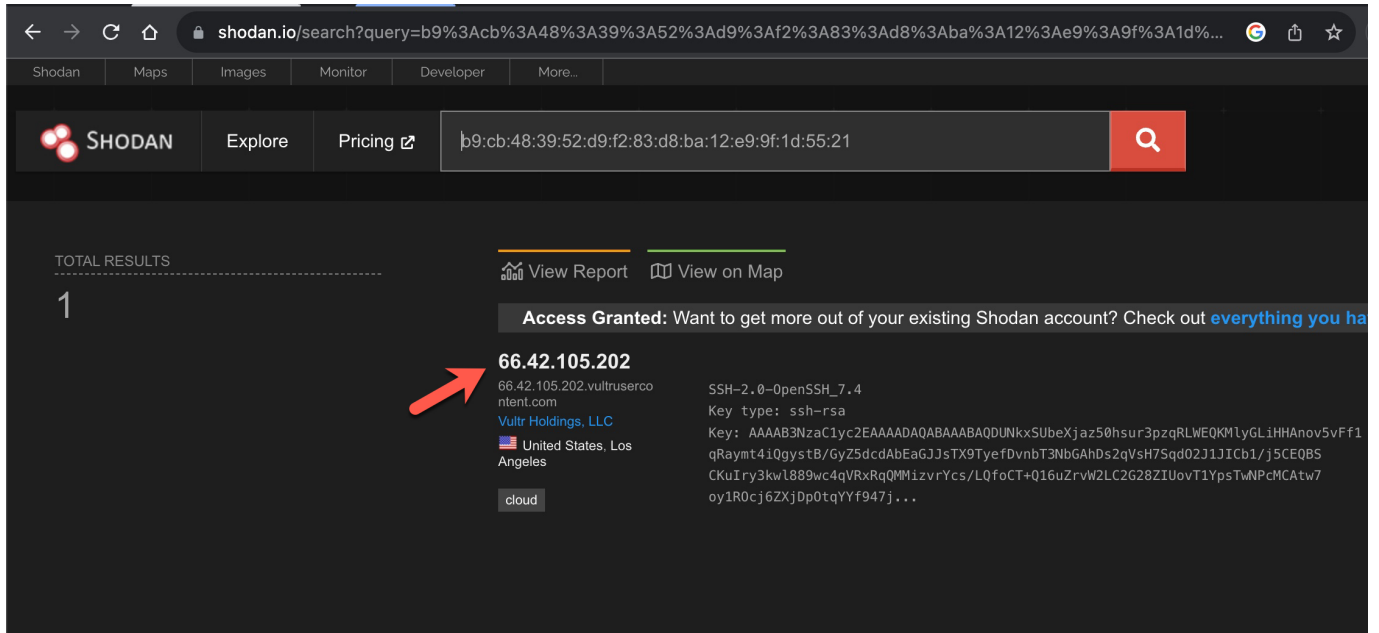 shodan.io/search?query=b9%3Acb%3A48%3A39%3A52%3Ad9%3Af2%3A83%3Ad8%3Aba%3A12%3Ae9%3A9f%3A1d%...
Shodan Maps Images Monitor Developer More...
SHODAN Explore Pricing b9:cb:48:39:52:d9:f2:83:d8:ba:12:e9:9f:1d:55:21
TOTAL RESULTS
1
View Report View on Map
Access Granted: Want to get more out of your existing Shodan account? Check out everything you ha
66.42.105.202
66.42.105.202.vultruserco
ntent.com
Vultr Holdings, LLC
United States, Los
Angeles
cloud
SSH-2.0-OpenSSH_7.4
Key type: ssh-rsa
Key: AAAAB3NzaC1yc2EAAAADAQABAAABAQDUNkxSUbeXjaz50hsur3pzqRLWEQKMlyGLiHHAnov5vFf1
qRaymt4iQgystB/GyZ5dcdAbEaGJJsTX9TyefDvnbT3NbGAhDs2qVsH7SqdO2J1JICb1/j5CEQBS
CKuIry3kwl889wc4qVRxRqQMMizvrYcs/LQfoCT+Q16uZrvW2LC2G28ZIUovT1YpsTwNPcMCAtw7
oy1ROcj6ZXjDpOtqYYf947j...